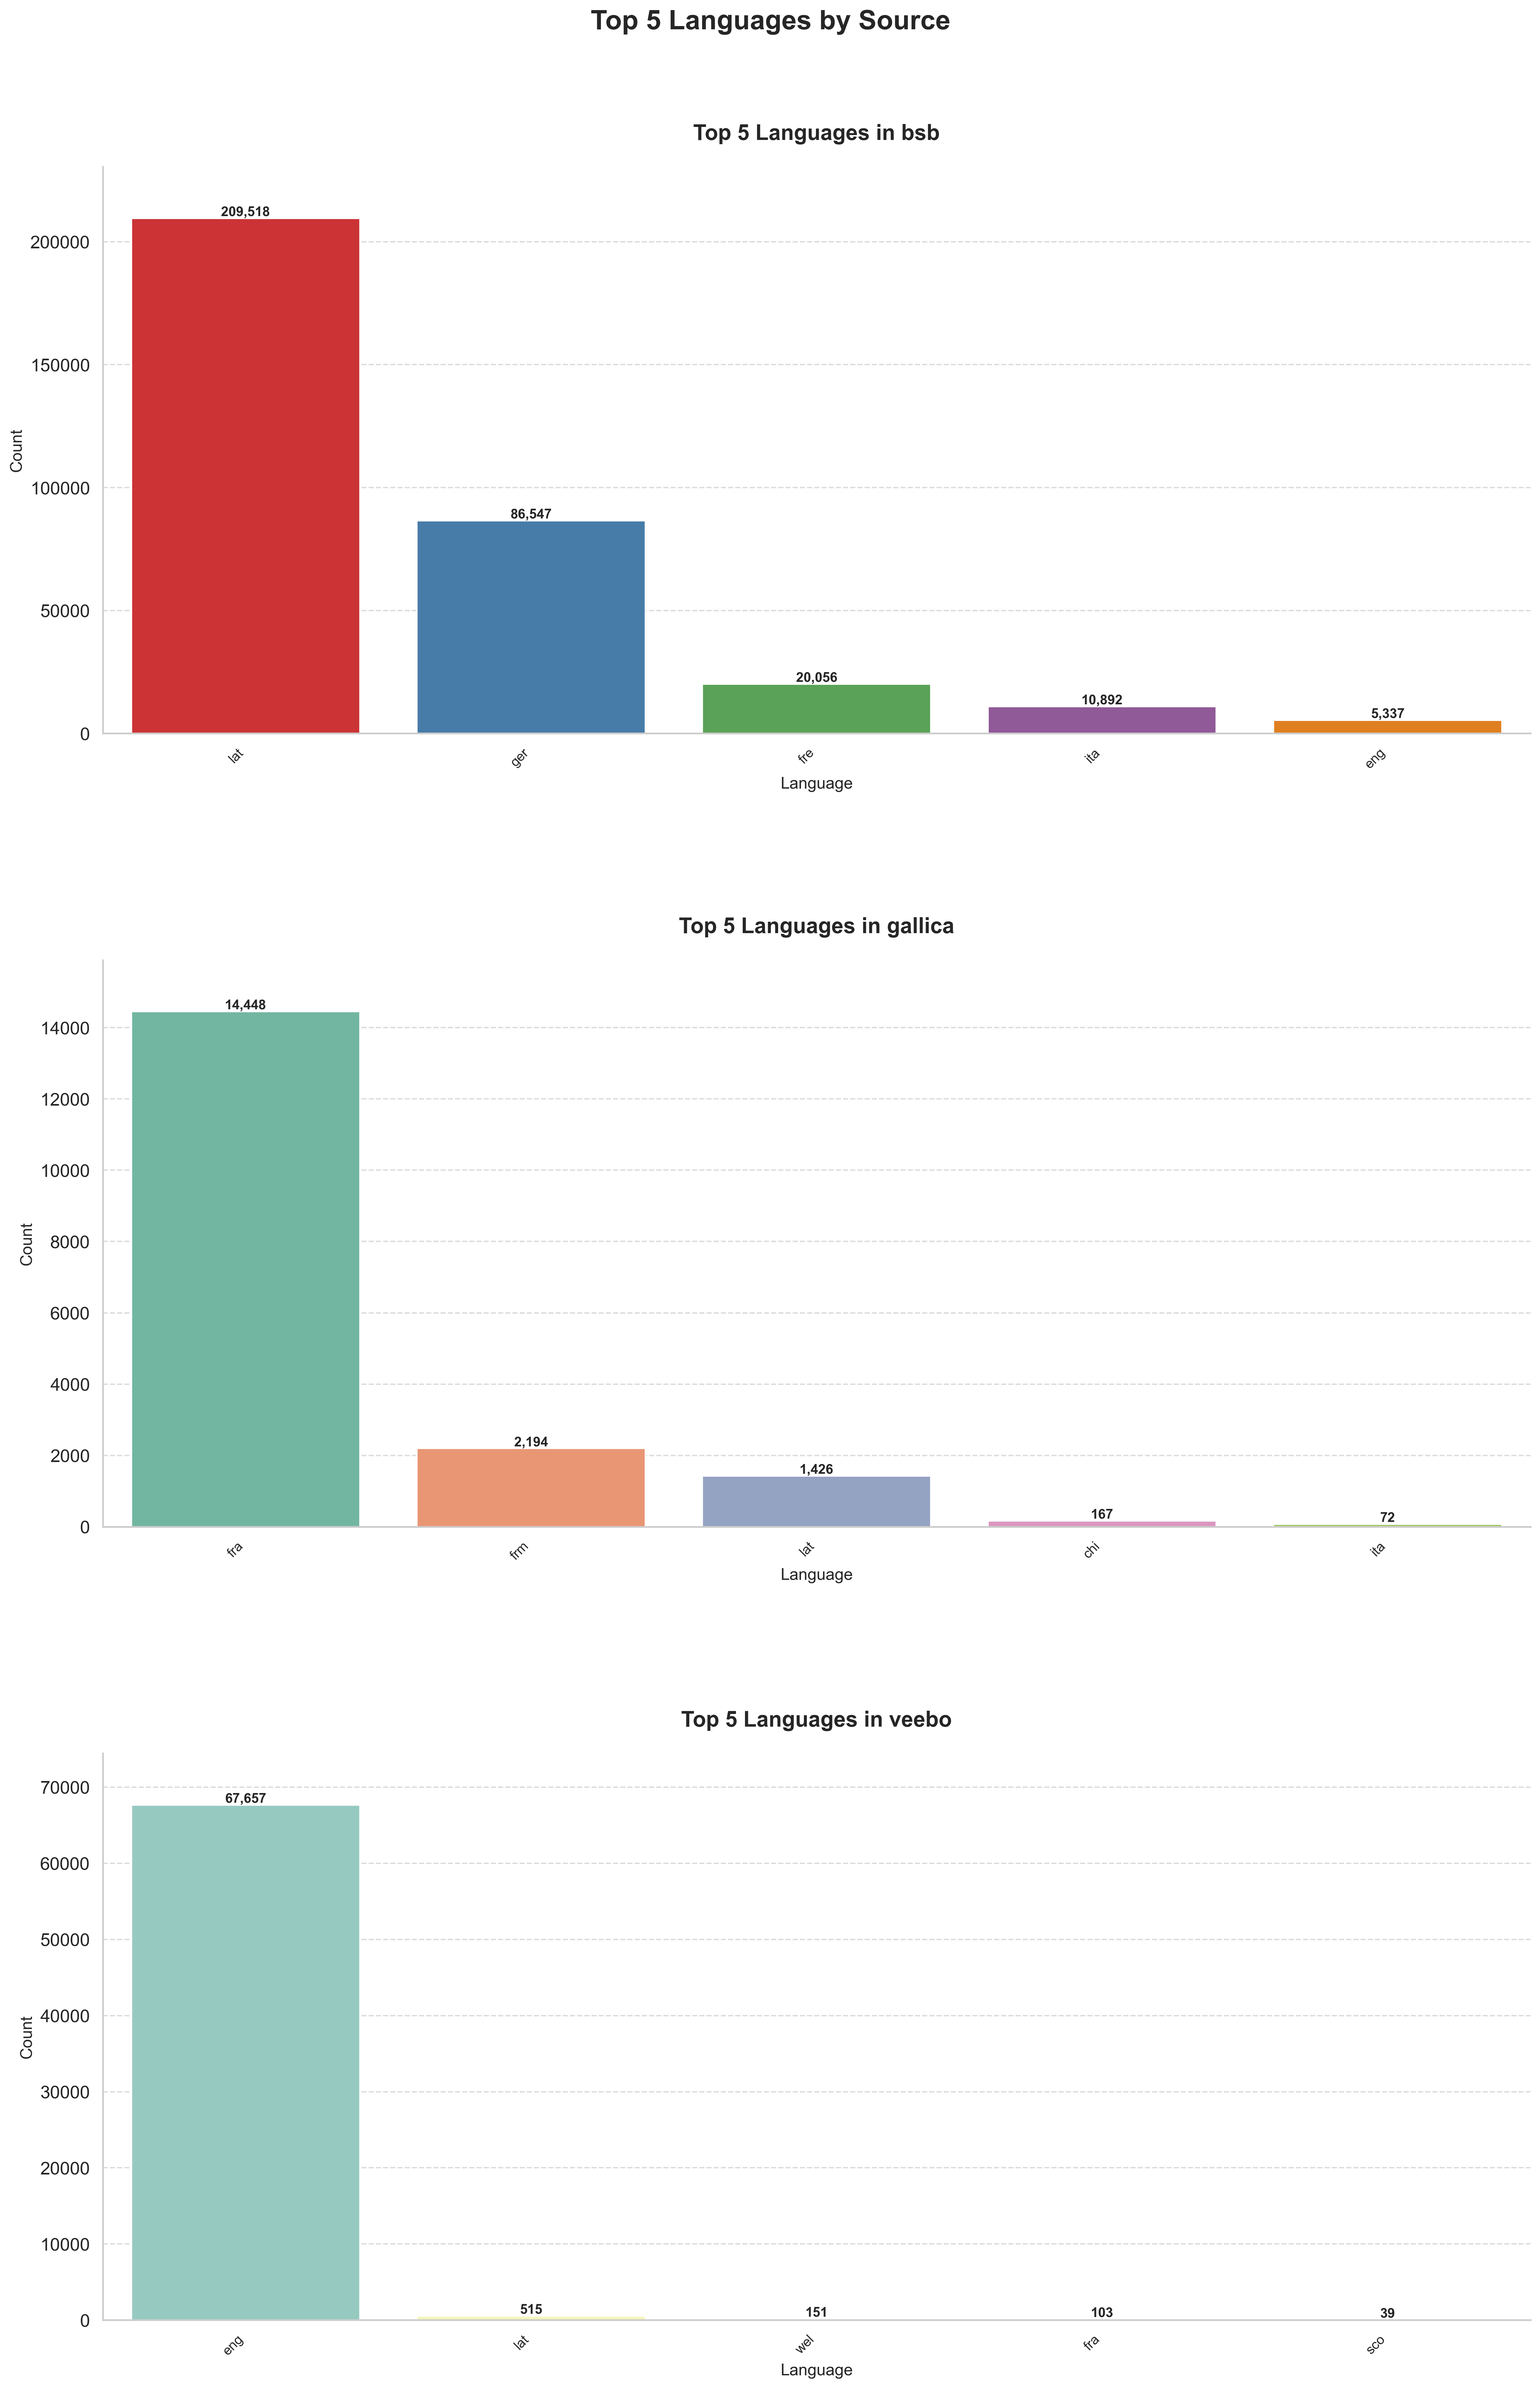 Top 5 Languages by Source
Top 5 Languages in bsb
Count
200000
150000
100000
50000
0
209,518
86,547
20,056
10,892
5,337
lat
ger
fre
ita
eng
Language
Top 5 Languages in gallica
Count
14000
12000
10000
8000
6000
4000
2000
0
14,448
2,194
1,426
167
72
fra
frm
lat
chi
ita
Language
Top 5 Languages in veebo
Count
70000
60000
50000
40000
30000
20000
10000
0
67,657
515
151
103
39
eng
lat
wel
fra
sco
Language